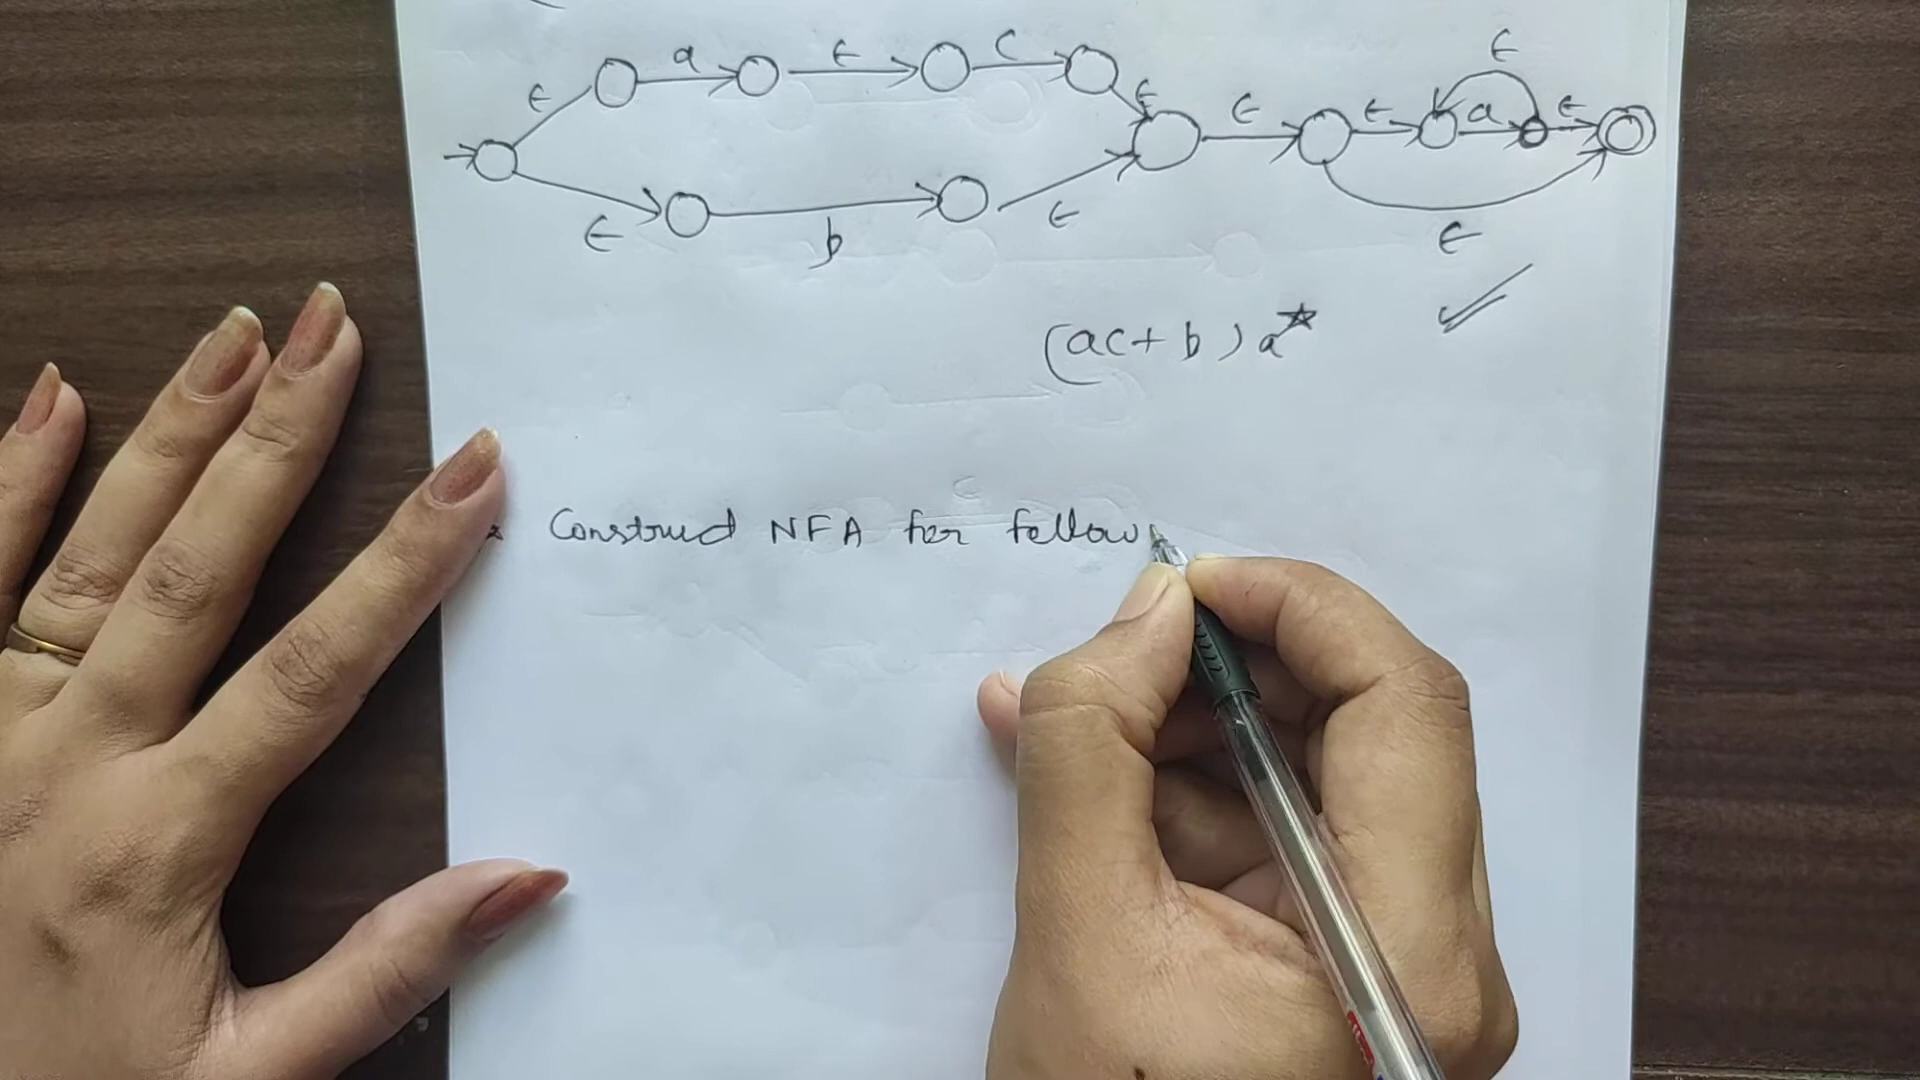 a ϵ c ϵ
ϵ ϵ ϵ ϵ a ϵ
ϵ b ϵ ϵ
(ac+b)a*
* Construct NFA for follow